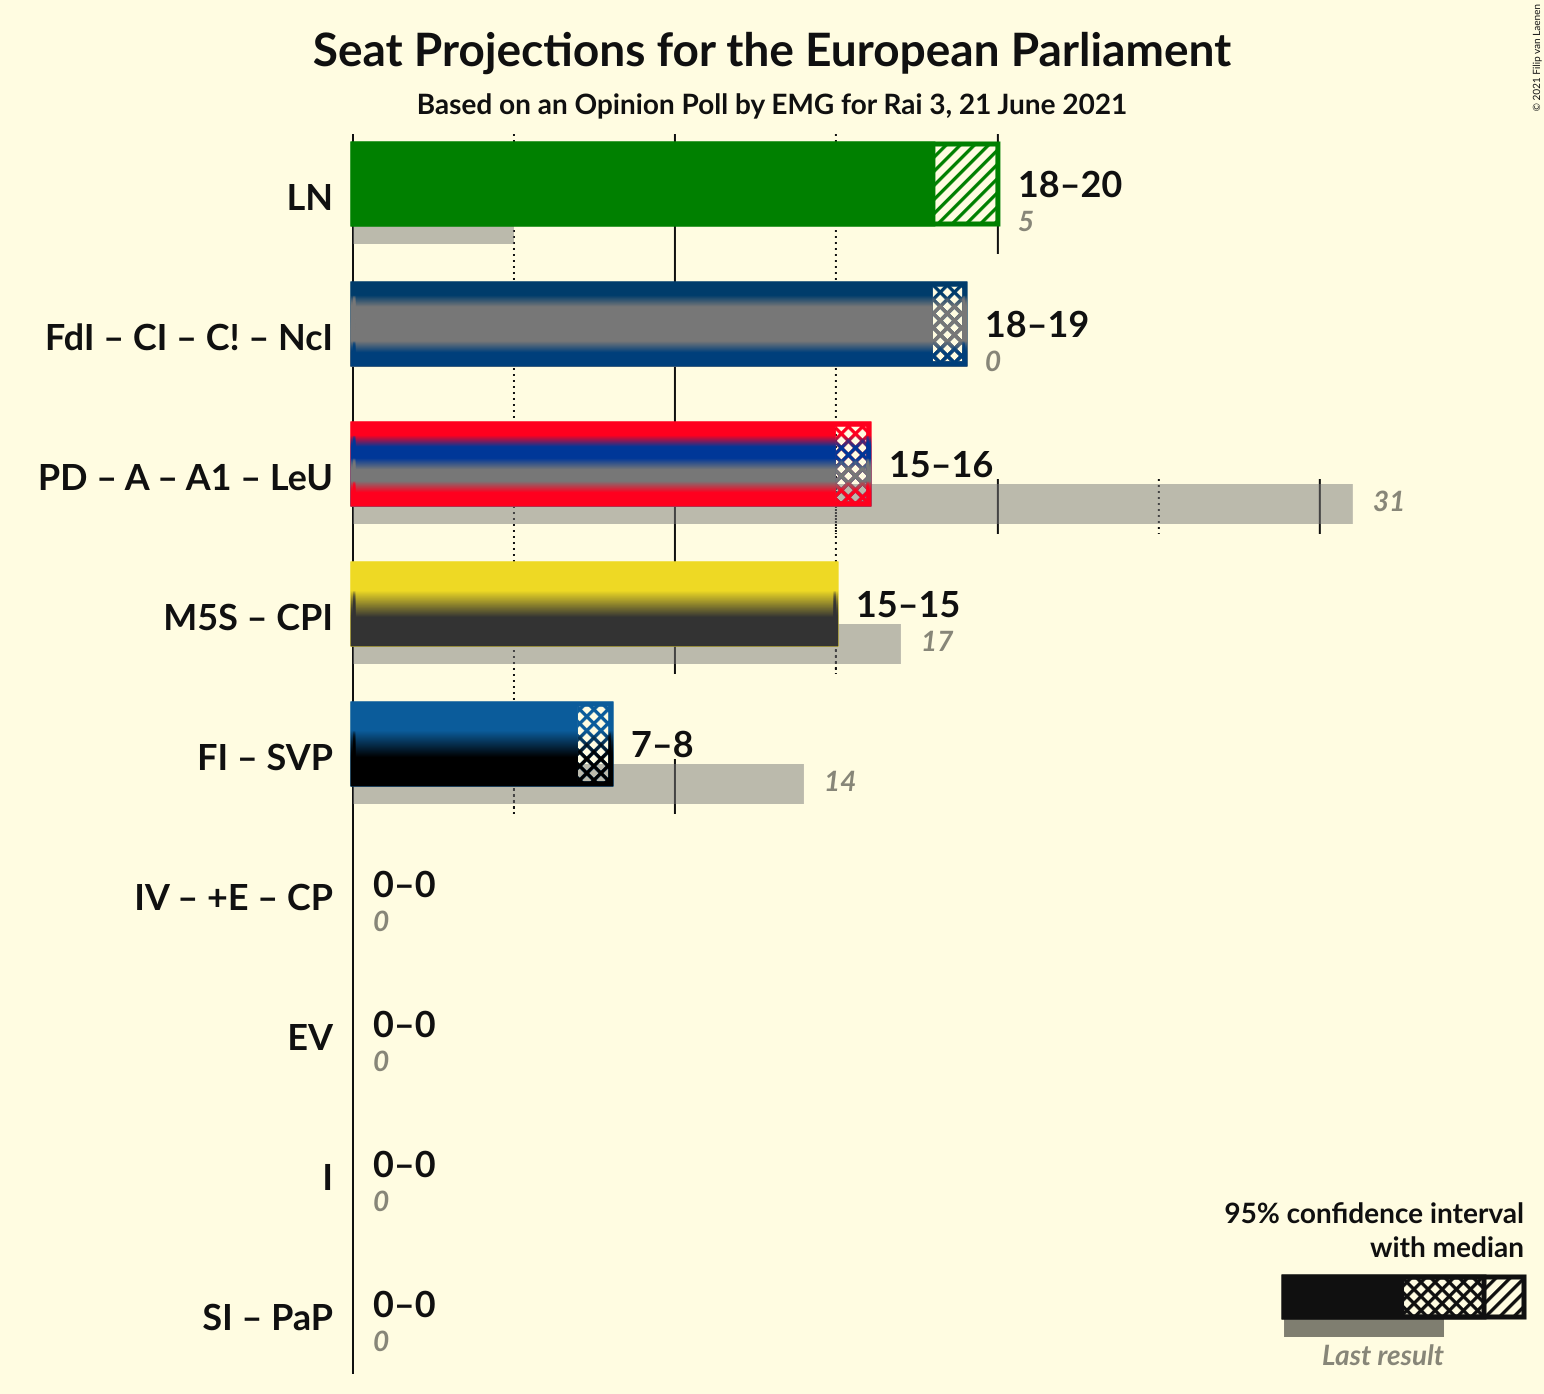 Seat Projections for the European Parliament
Based on an Opinion Poll by EMG for Rai 3, 21 June 2021
© 2021 Filip van Laenen
LN
18–20
5
FdI – CI – C! – NcI
18–19
0
PD – A – A1 – LeU
15–16
31
M5S – CPI
15–15
17
FI – SVP
7–8
14
IV – +E – CP
0–0
0
EV
0–0
0
I
0–0
0
SI – PaP
0–0
0
95% confidence interval
with median
Last result